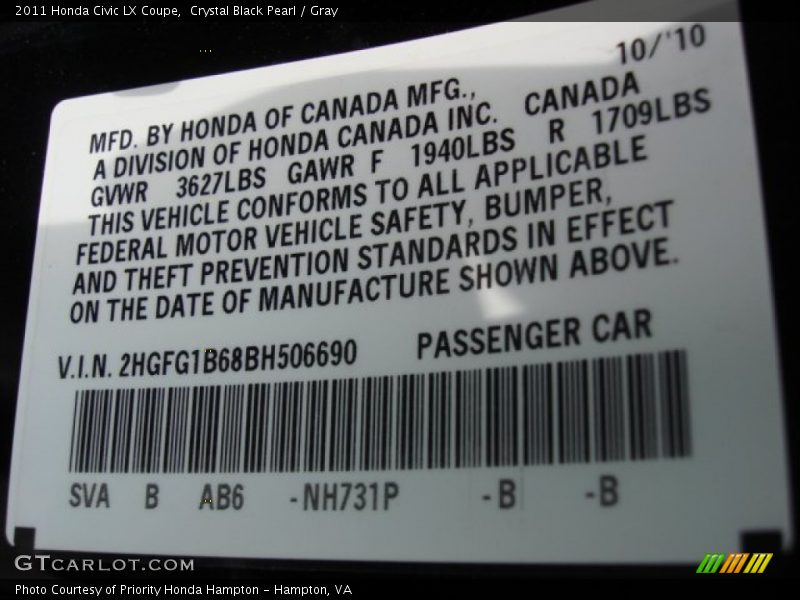 2011 Honda Civic LX Coupe,  Crystal Black Pearl / Gray
10/'10
MFD. BY HONDA OF CANADA MFG.,
A DIVISION OF HONDA CANADA INC. CANADA
GVWR 3627LBS GAWR F 1940LBS R 1709LBS
THIS VEHICLE CONFORMS TO ALL APPLICABLE
FEDERAL MOTOR VEHICLE SAFETY, BUMPER,
AND THEFT PREVENTION STANDARDS IN EFFECT
ON THE DATE OF MANUFACTURE SHOWN ABOVE.
V.I.N. 2HGFG1B68BH506690 PASSENGER CAR
SVA B AB6 -NH731P -B -B
GTCARLOT.COM
Photo Courtesy of Priority Honda Hampton - Hampton, VA